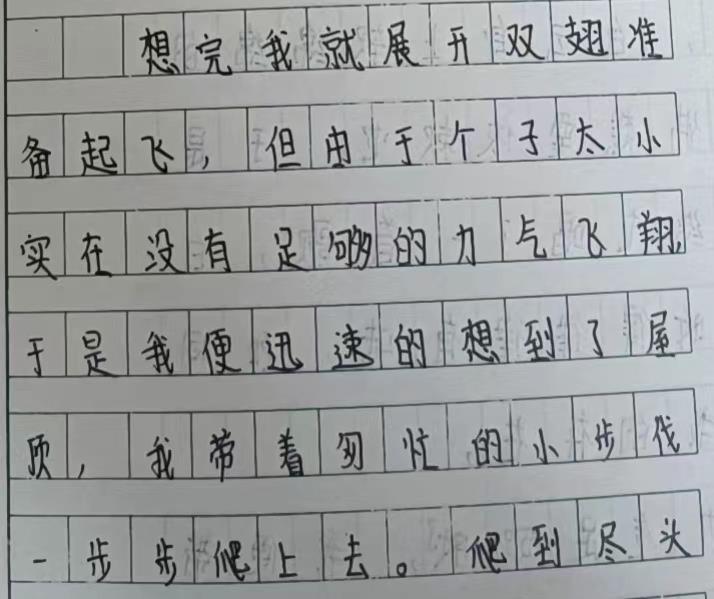 想完我就展开双翅准
备起飞，但由于个子太小
实在没有足够的力气飞翔，
于是我便迅速的想到了屋
顶，我带着匆忙的小步伐
一步步爬上去。爬到尽头